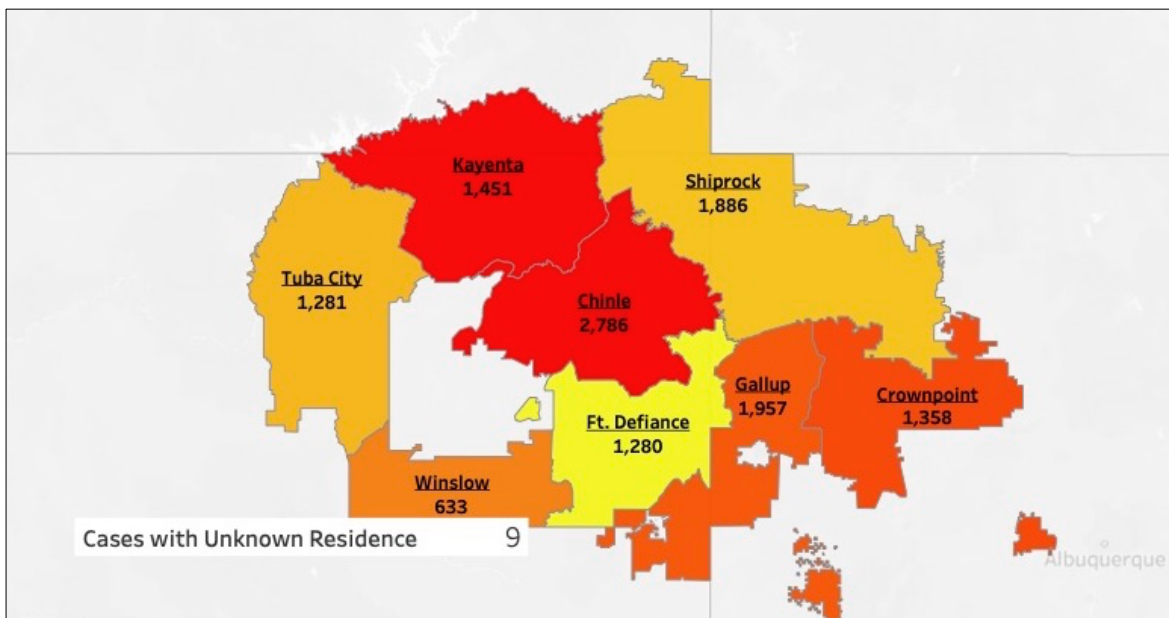 Kayenta
1,451
Shiprock
1,886
Tuba City
1,281
Chinle
2,786
Gallup
1,957
Crownpoint
1,358
Ft. Defiance
1,280
Winslow
633
Cases with Unknown Residence 9
Albuquerque